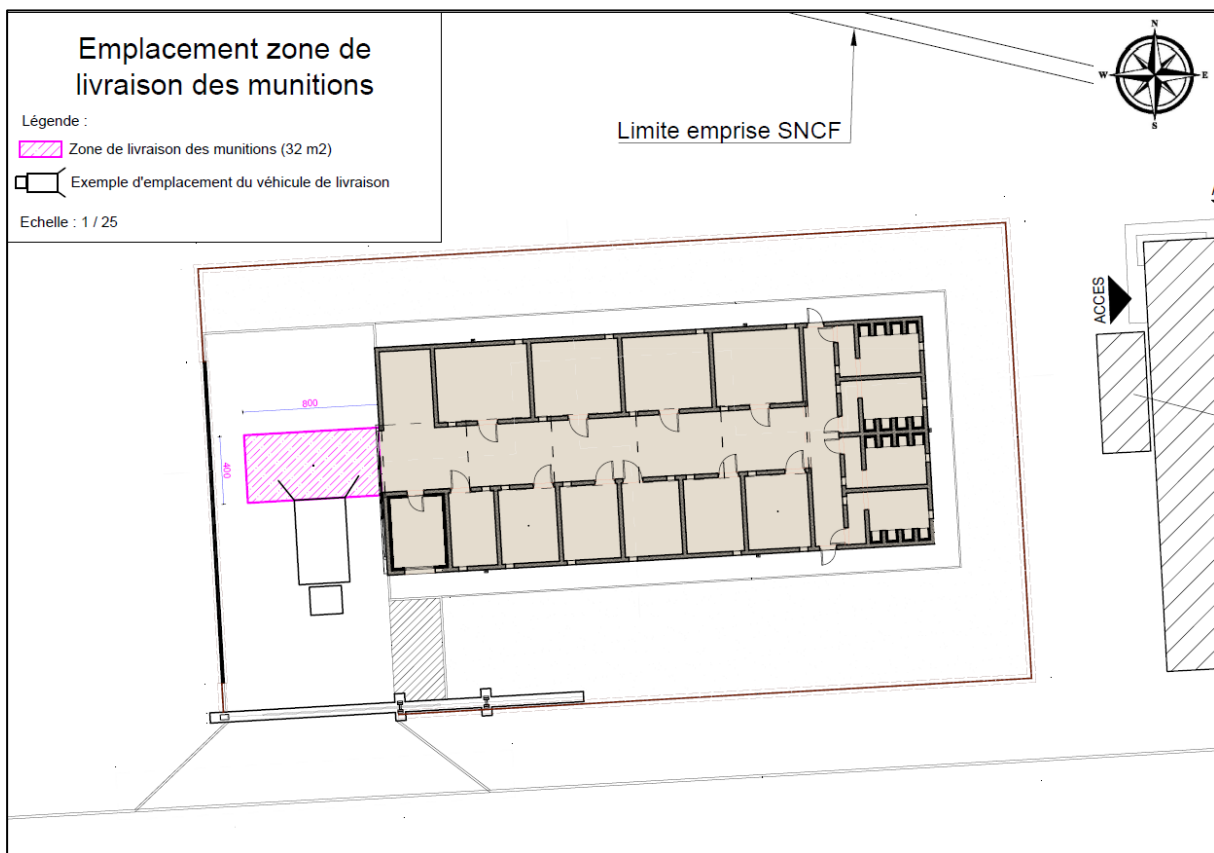 Emplacement zone de
livraison des munitions
Légende :
Zone de livraison des munitions (32 m2)
Exemple d'emplacement du véhicule de livraison
Echelle : 1 / 25
Limite emprise SNCF
N
W
E
S
ACCES
800
400